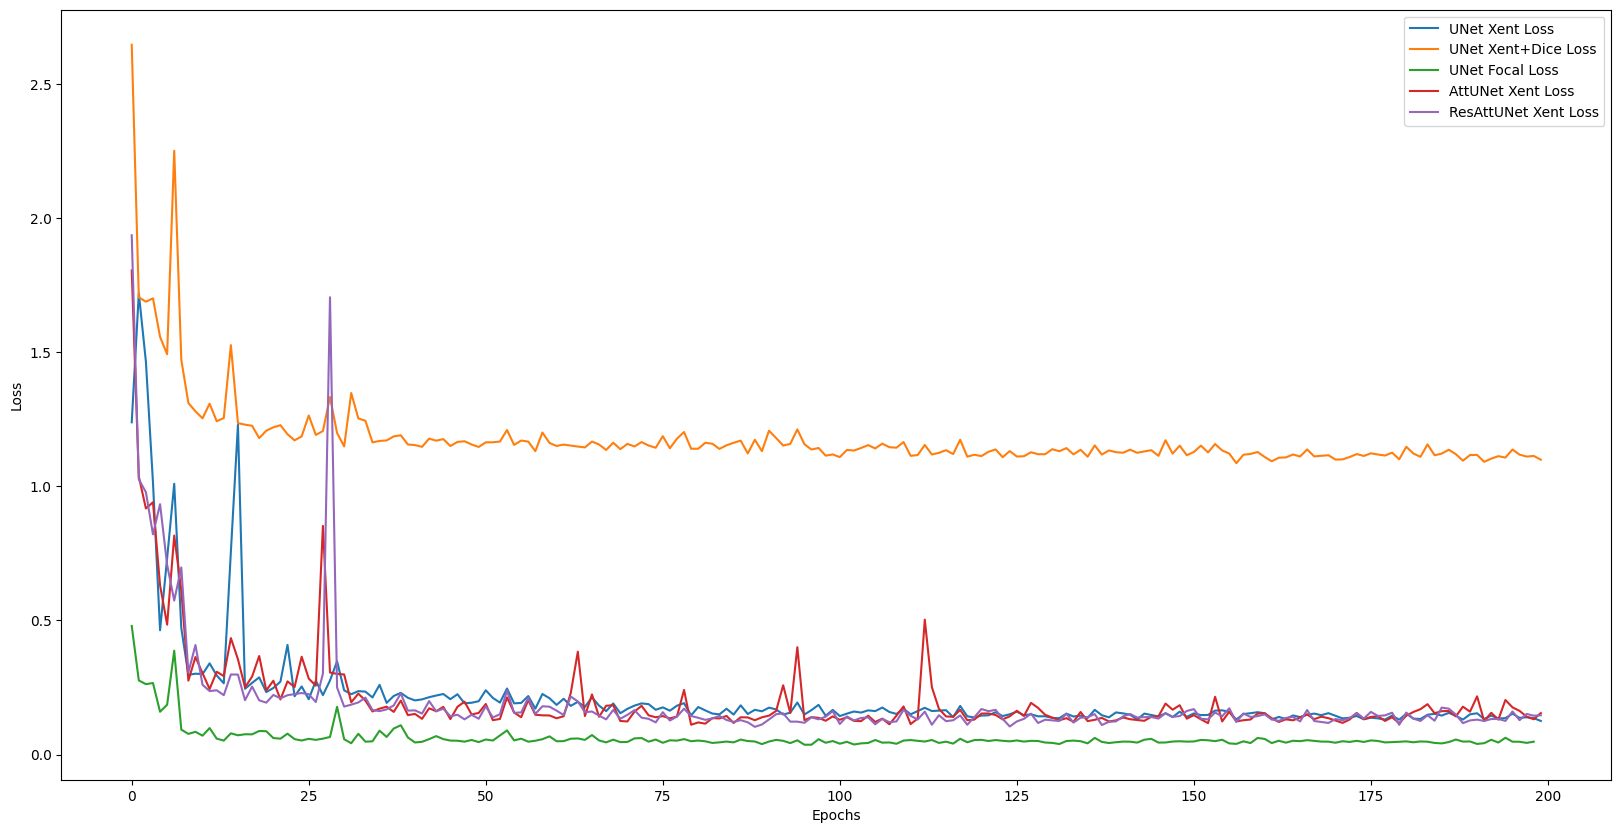 UNet Xent Loss
UNet Xent+Dice Loss
UNet Focal Loss
AttUNet Xent Loss
ResAttUNet Xent Loss
2.5
2.0
1.5
1.0
0.5
0.0
Loss
0 25 50 75 100 125 150 175 200
Epochs